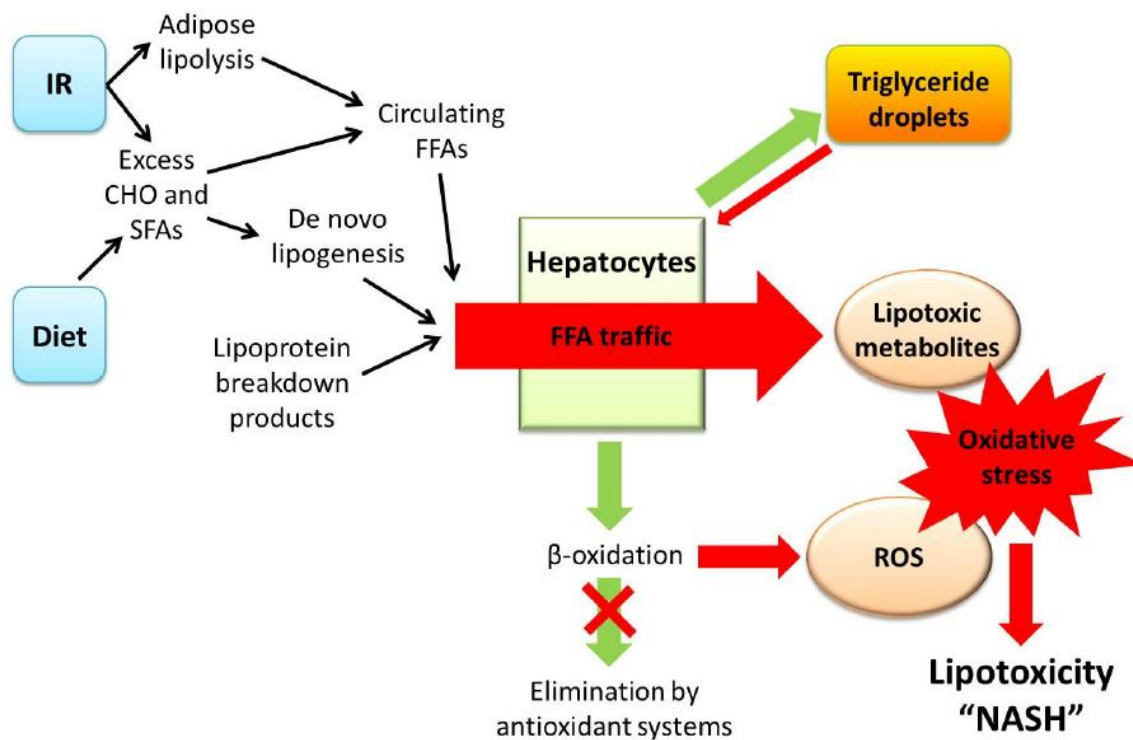 IR
Adipose
lipolysis
Circulating
FFAs
Excess
CHO and
SFAs
De novo
lipogenesis
Diet
Lipoprotein
breakdown
products
Hepatocytes
FFA traffic
Triglyceride
droplets
Lipotoxic
metabolites
Oxidative
stress
β-oxidation
ROS
Elimination by
antioxidant systems
Lipotoxicity
“NASH”